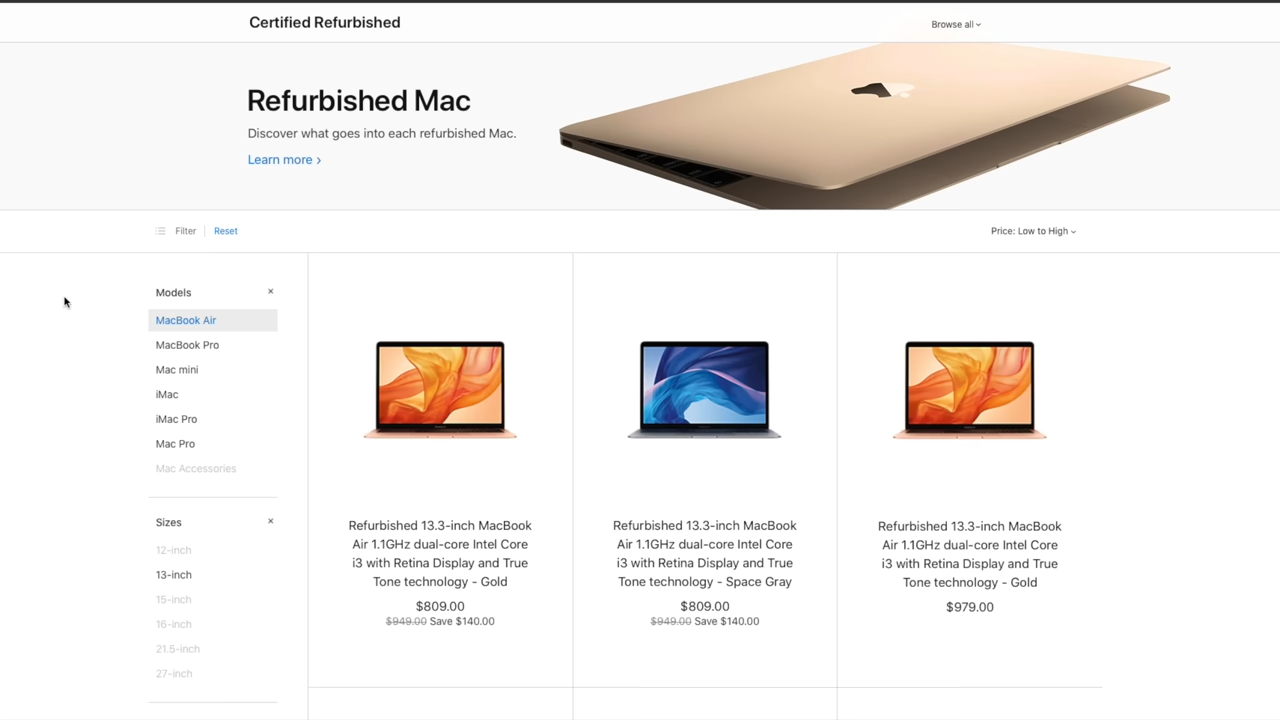 Certified Refurbished
Browse all
Refurbished Mac
Discover what goes into each refurbished Mac.
Learn more ›
Filter
Reset
Price: Low to High
Models
MacBook Air
MacBook Pro
Mac mini
iMac
iMac Pro
Mac Pro
Mac Accessories
Sizes
12-inch
13-inch
15-inch
16-inch
21.5-inch
27-inch
Refurbished 13.3-inch MacBook
Air 1.1GHz dual-core Intel Core
i3 with Retina Display and True
Tone technology - Gold
$809.00
$949.00 Save $140.00
Refurbished 13.3-inch MacBook
Air 1.1GHz dual-core Intel Core
i3 with Retina Display and True
Tone technology - Space Gray
$809.00
$949.00 Save $140.00
Refurbished 13.3-inch MacBook
Air 1.1GHz dual-core Intel Core
i3 with Retina Display and True
Tone technology - Gold
$979.00